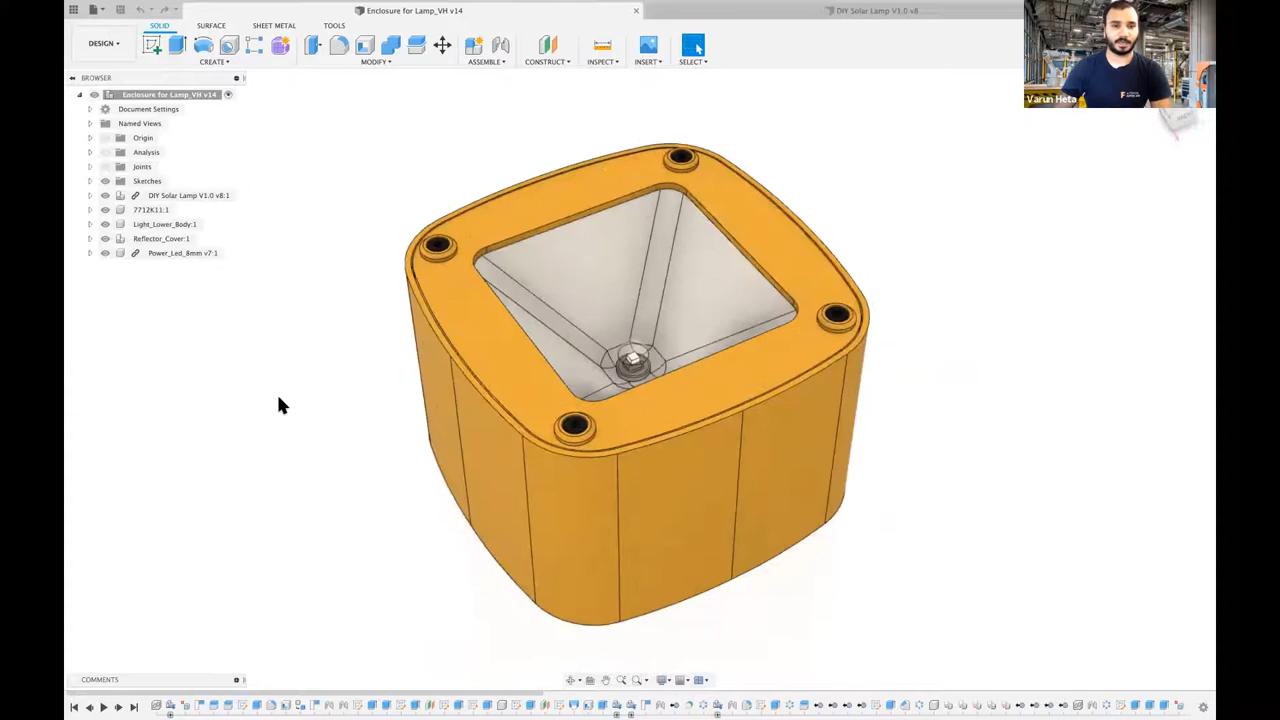 Enclosure for Lamp_VH v14
DIY Solar Lamp V1.0 v8
SOLID
SURFACE
SHEET METAL
TOOLS
DESIGN
CREATE
MODIFY
ASSEMBLE
CONSTRUCT
INSPECT
INSERT
SELECT
BROWSER
Enclosure for Lamp_VH v14
Document Settings
Named Views
Origin
Analysis
Joints
Sketches
DIY Solar Lamp V1.0 v8:1
7712K11:1
Light_Lower_Body:1
Reflector_Cover:1
Power_Led_8mm v7:1
Varun Heta
COMMENTS